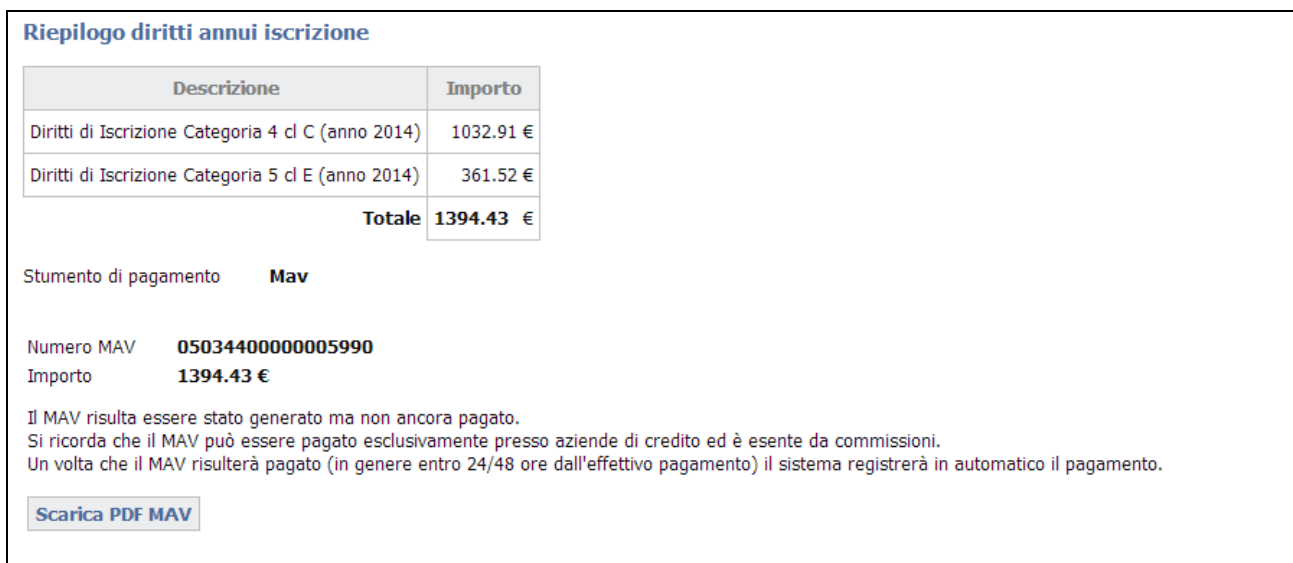 Riepilogo diritti annui iscrizione
Descrizione Importo
Diritti di Iscrizione Categoria 4 cl C (anno 2014) 1032.91 €
Diritti di Iscrizione Categoria 5 cl E (anno 2014) 361.52 €
Totale 1394.43 €
Stumento di pagamento Mav
Numero MAV 05034400000005990
Importo 1394.43 €
Il MAV risulta essere stato generato ma non ancora pagato.
Si ricorda che il MAV può essere pagato esclusivamente presso aziende di credito ed è esente da commissioni.
Un volta che il MAV risulterà pagato (in genere entro 24/48 ore dall'effettivo pagamento) il sistema registrerà in automatico il pagamento.
Scarica PDF MAV